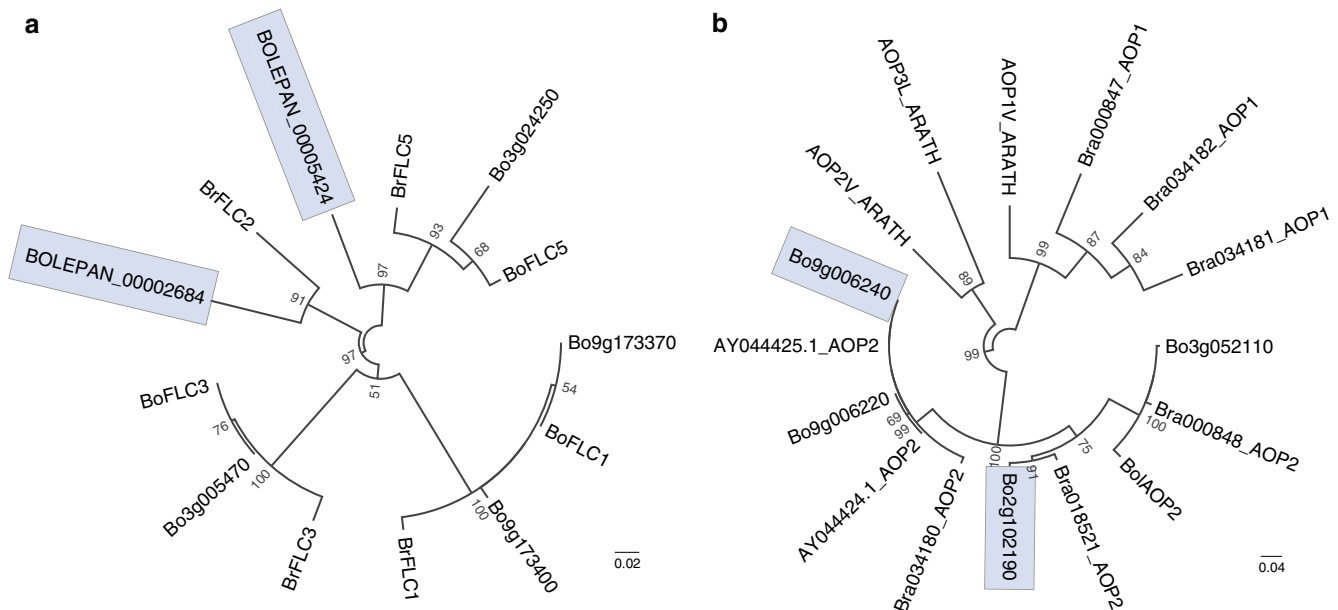 a
BOLEPAN_00005424
BrFLC5
Bo3g024250
BrFLC2
93
68
BoFLC5
BOLEPAN_00002684
97
91
97
51
Bo9g173370
54
BoFLC3
76
BoFLC1
Bo3g005470
100
BrFLC3
BrFLC1
100
Bo9g173400
0.02
b
AOP3L_ARATH
AOP1V_ARATH
Bra000847_AOP1
Bra034182_AOP1
AOP2V_ARATH
99
87
84
Bra034181_AOP1
Bo9g006240
89
AY044425.1_AOP2
99
Bo3g052110
Bo9g006220
69
99
Bra000848_AOP2
100
75
AY044424.1_AOP2
100
91
BolAOP2
Bra034180_AOP2
Bo2g102190
Bra018521_AOP2
0.04